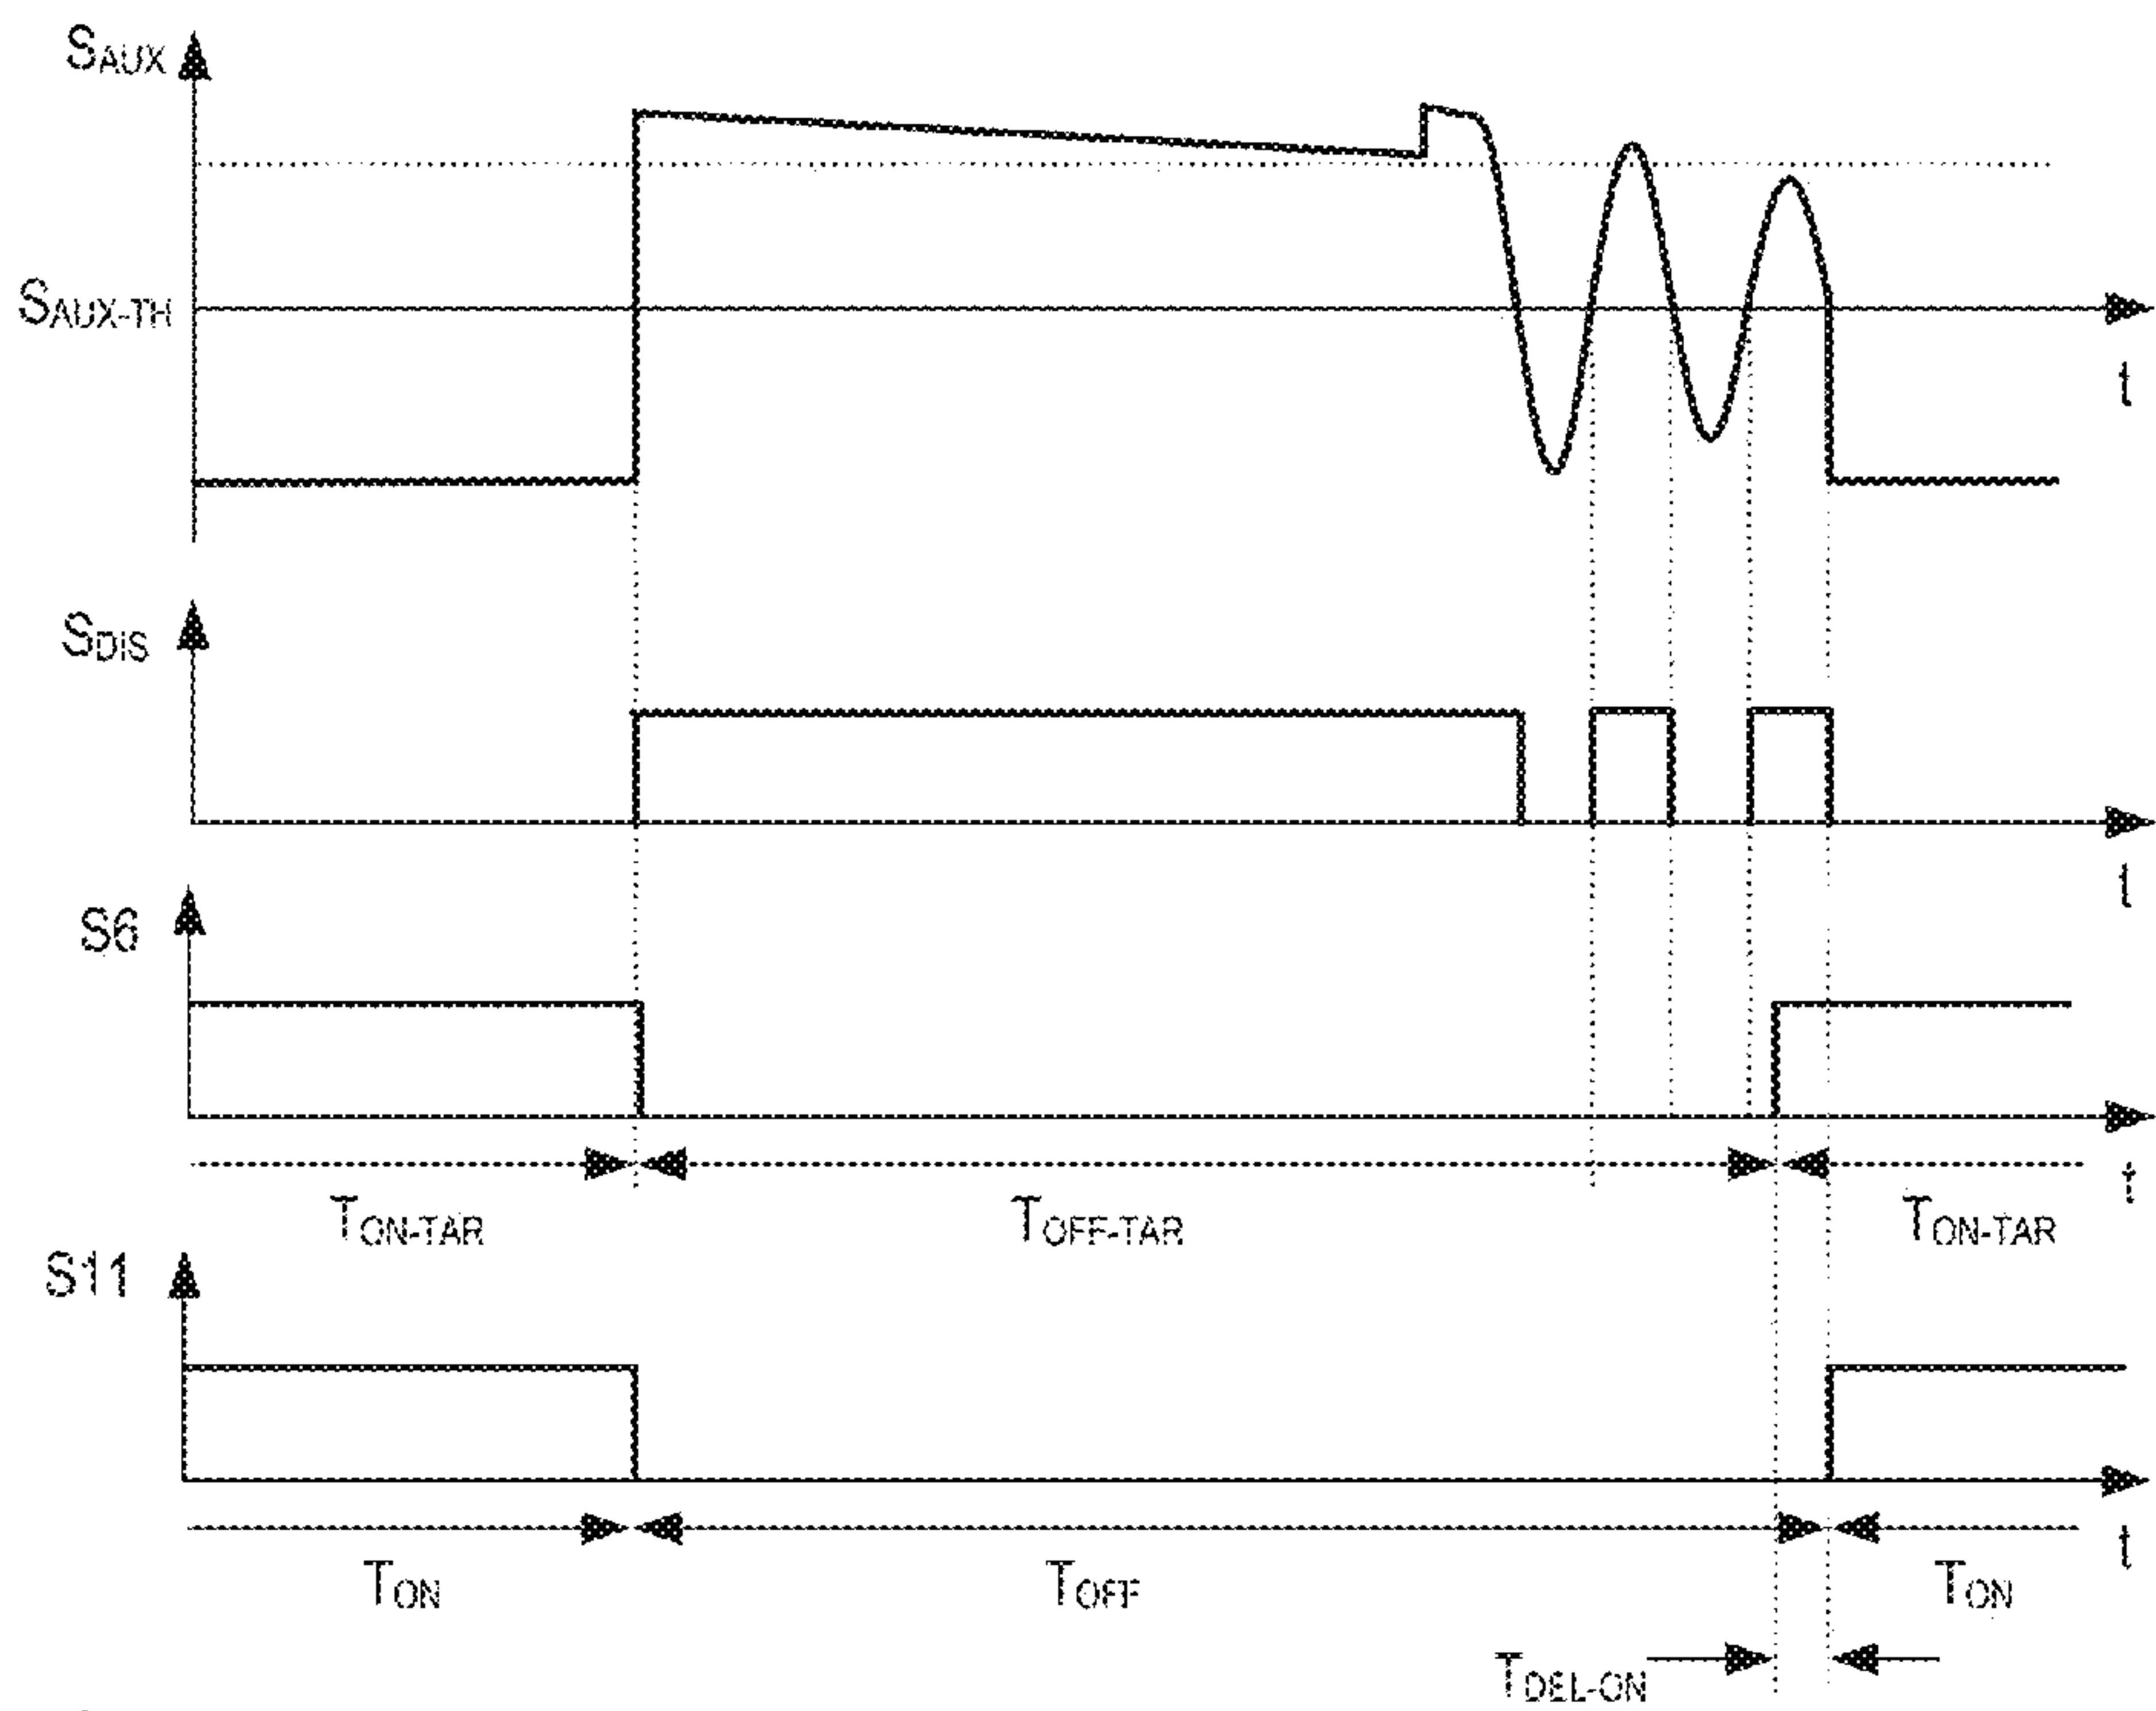 SAUX
SAUX-TH
t
SDIS
t
S6
t
TON-TAR TOFF-TAR TON-TAR
S11
t
TON TOFF TON
TDEL-ON